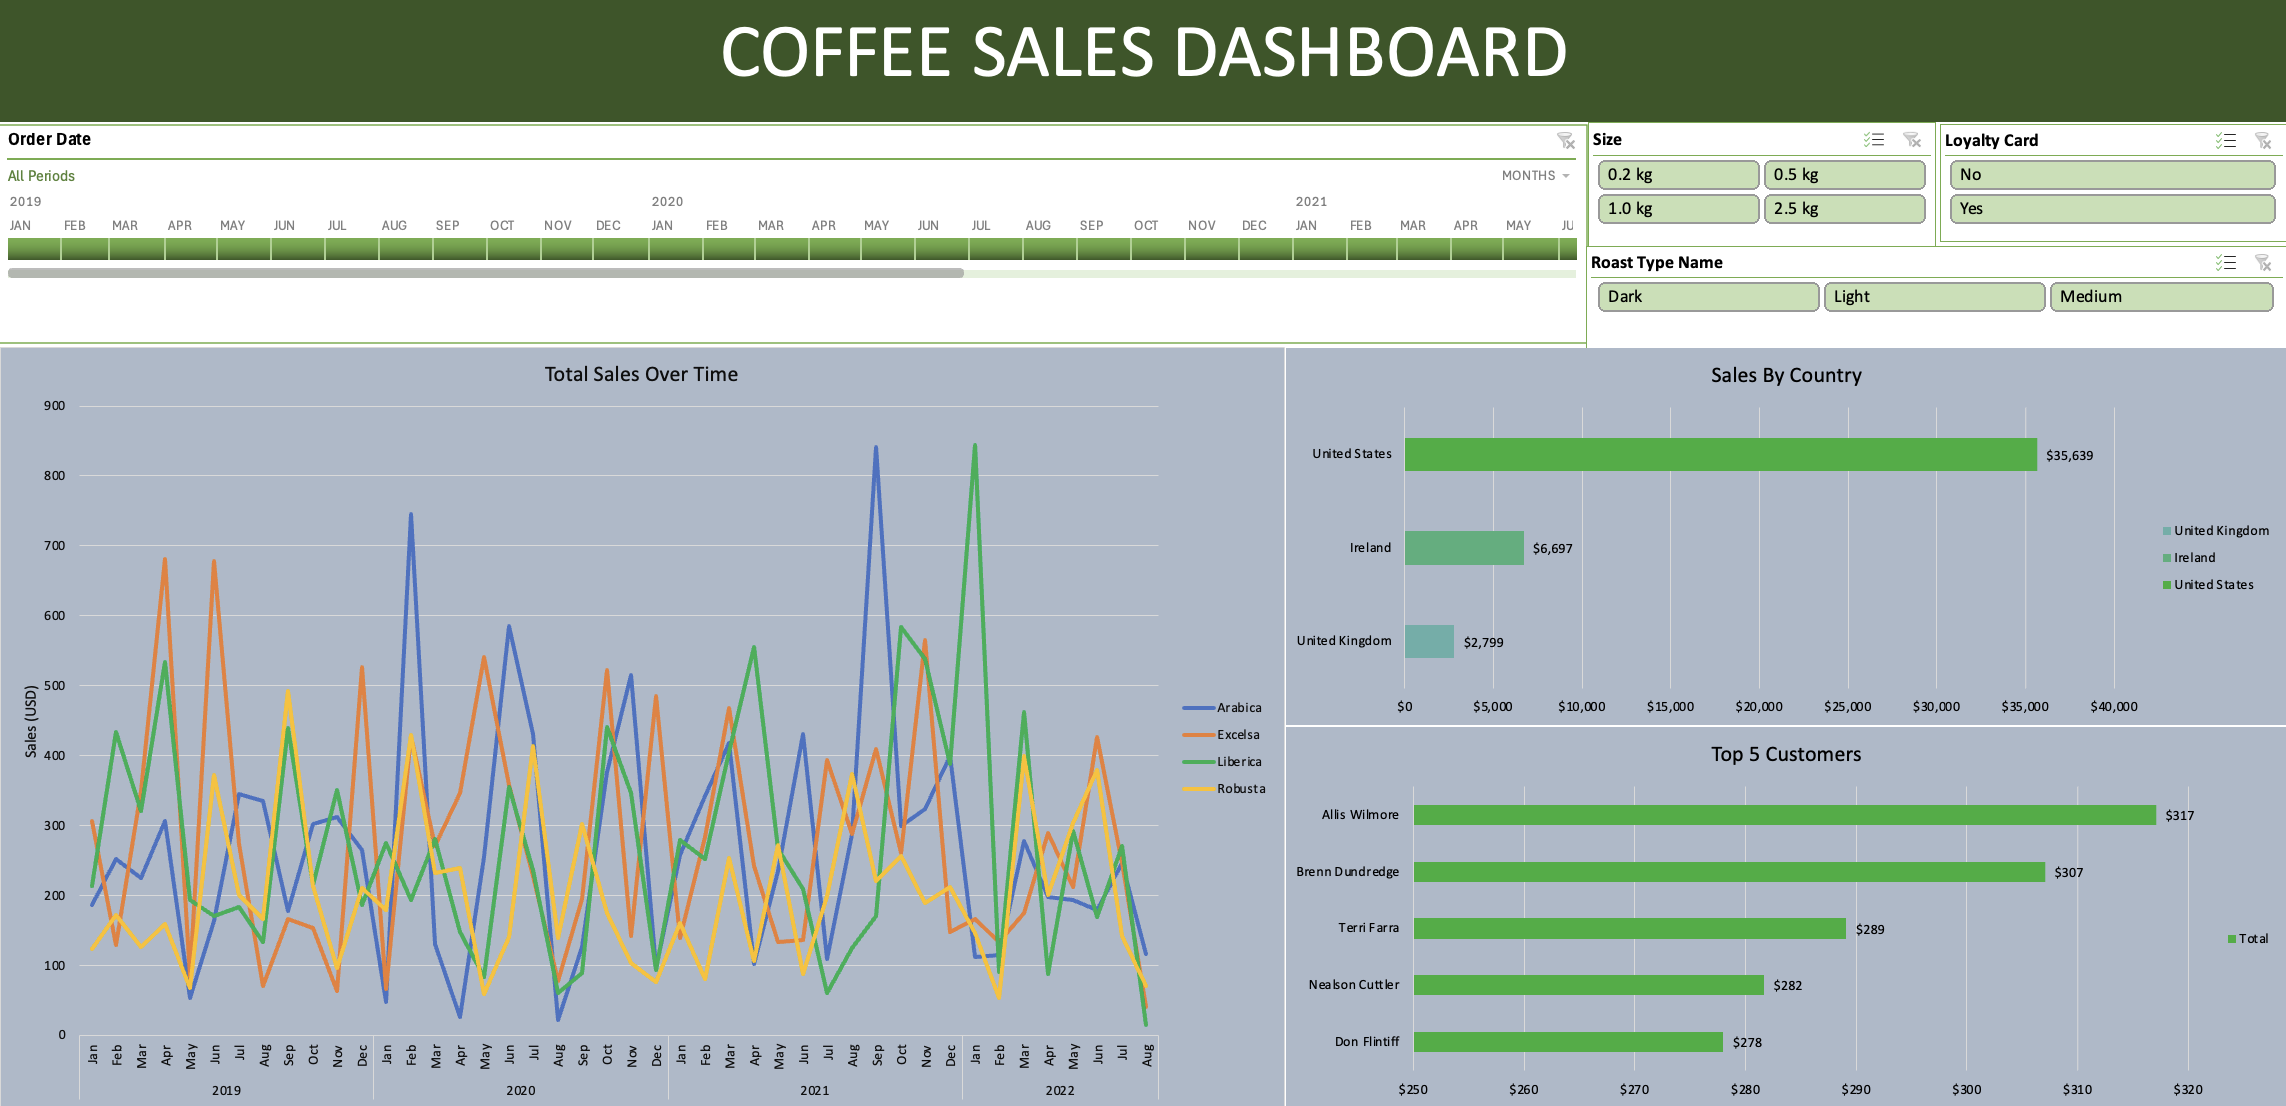 COFFEE SALES DASHBOARD
Order Date
All Periods
MONTHS
2019 2020 2021
JAN FEB MAR APR MAY JUN JUL AUG SEP OCT NOV DEC JAN FEB MAR APR MAY JUN JUL AUG SEP OCT NOV DEC JAN FEB MAR APR MAY JU
Size
0.2 kg 0.5 kg
1.0 kg 2.5 kg
Loyalty Card
No
Yes
Roast Type Name
Dark Light Medium
Total Sales Over Time
Sales (USD)
900
800
700
600
500
400
300
200
100
0
Jan Feb Mar Apr May Jun Jul Aug Sep Oct Nov Dec Jan Feb Mar Apr May Jun Jul Aug Sep Oct Nov Dec Jan Feb Mar Apr May Jun Jul Aug Sep Oct Nov Dec Jan Feb Mar Apr May Jun Jul Aug
2019 2020 2021 2022
Arabica
Excelsa
Liberica
Robusta
Sales By Country
United States $35,639
Ireland $6,697
United Kingdom $2,799
$0 $5,000 $10,000 $15,000 $20,000 $25,000 $30,000 $35,000 $40,000
United Kingdom
Ireland
United States
Top 5 Customers
Allis Wilmore $317
Brenn Dundredge $307
Terri Farra $289
Nealson Cuttler $282
Don Flintiff $278
$250 $260 $270 $280 $290 $300 $310 $320
Total